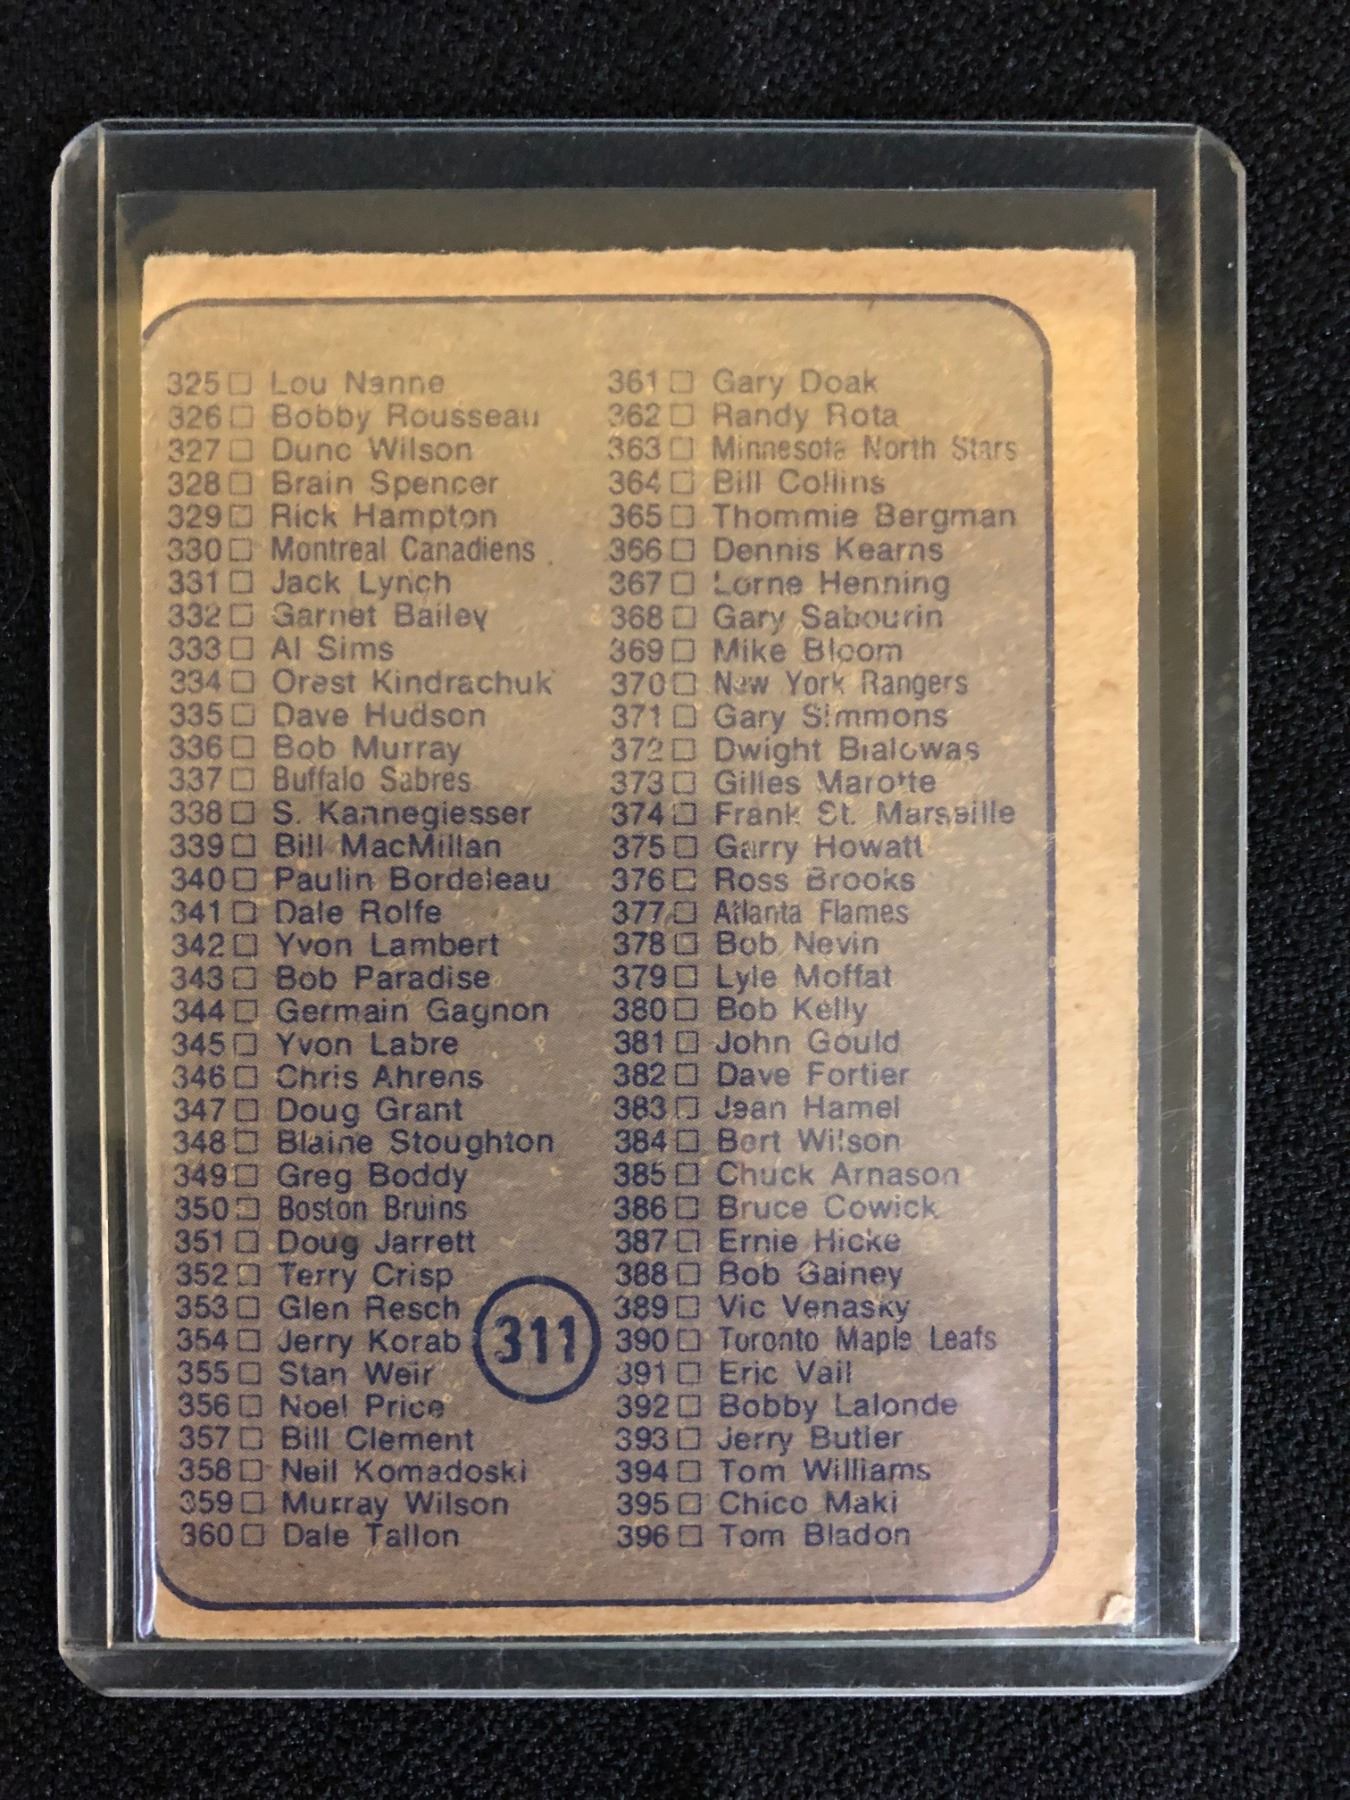 325 ☐ Lou Nanne
326 ☐ Bobby Rousseau
327 ☐ Dunc Wilson
328 ☐ Brain Spencer
329 ☐ Rick Hampton
330 ☐ Montreal Canadiens
331 ☐ Jack Lynch
332 ☐ Garnet Bailey
333 ☐ Al Sims
334 ☐ Orest Kindrachuk
335 ☐ Dave Hudson
336 ☐ Bob Murray
337 ☐ Buffalo Sabres
338 ☐ S. Kannegiesser
339 ☐ Bill MacMillan
340 ☐ Paulin Bordeleau
341 ☐ Dale Rolfe
342 ☐ Yvon Lambert
343 ☐ Bob Paradise
344 ☐ Germain Gagnon
345 ☐ Yvon Labre
346 ☐ Chris Ahrens
347 ☐ Doug Grant
348 ☐ Blaine Stoughton
349 ☐ Greg Boddy
350 ☐ Boston Bruins
351 ☐ Doug Jarrett
352 ☐ Terry Crisp
353 ☐ Glen Resch
354 ☐ Jerry Korab
355 ☐ Stan Weir
356 ☐ Noel Price
357 ☐ Bill Clement
358 ☐ Neil Komadoski
359 ☐ Murray Wilson
360 ☐ Dale Tallon
311
361 ☐ Gary Doak
362 ☐ Randy Rota
363 ☐ Minnesota North Stars
364 ☐ Bill Collins
365 ☐ Thommie Bergman
366 ☐ Dennis Kearns
367 ☐ Lorne Henning
368 ☐ Gary Sabourin
369 ☐ Mike Bloom
370 ☐ New York Rangers
371 ☐ Gary Simmons
372 ☐ Dwight Bialowas
373 ☐ Gilles Marotte
374 ☐ Frank St. Marseille
375 ☐ Garry Howatt
376 ☐ Ross Brooks
377 ☐ Atlanta Flames
378 ☐ Bob Nevin
379 ☐ Lyle Moffat
380 ☐ Bob Kelly
381 ☐ John Gould
382 ☐ Dave Fortier
383 ☐ Jean Hamel
384 ☐ Bert Wilson
385 ☐ Chuck Arnason
386 ☐ Bruce Cowick
387 ☐ Ernie Hicke
388 ☐ Bob Gainey
389 ☐ Vic Venasky
390 ☐ Toronto Maple Leafs
391 ☐ Eric Vail
392 ☐ Bobby Lalonde
393 ☐ Jerry Butler
394 ☐ Tom Williams
395 ☐ Chico Maki
396 ☐ Tom Bladon